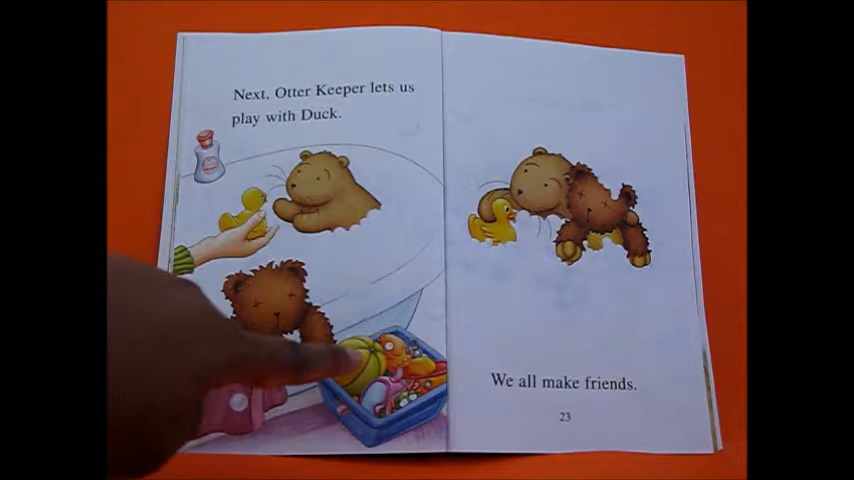 Next, Otter Keeper lets us
play with Duck.
We all make friends.
23